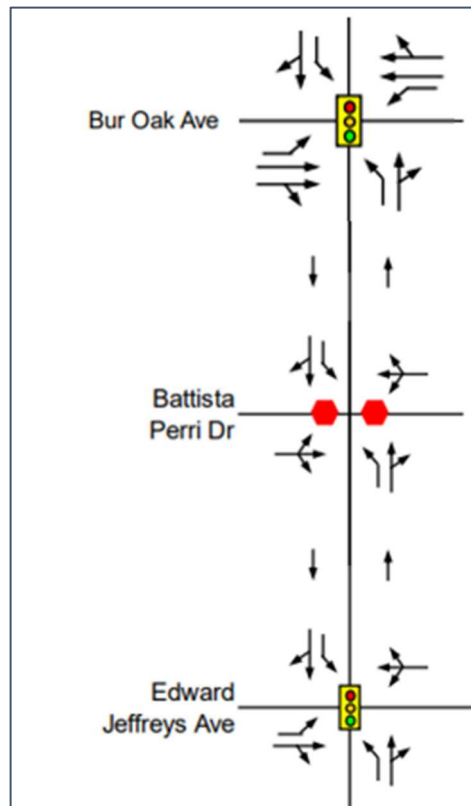 Bur Oak Ave
Battista
Perri Dr
Edward
Jeffreys Ave